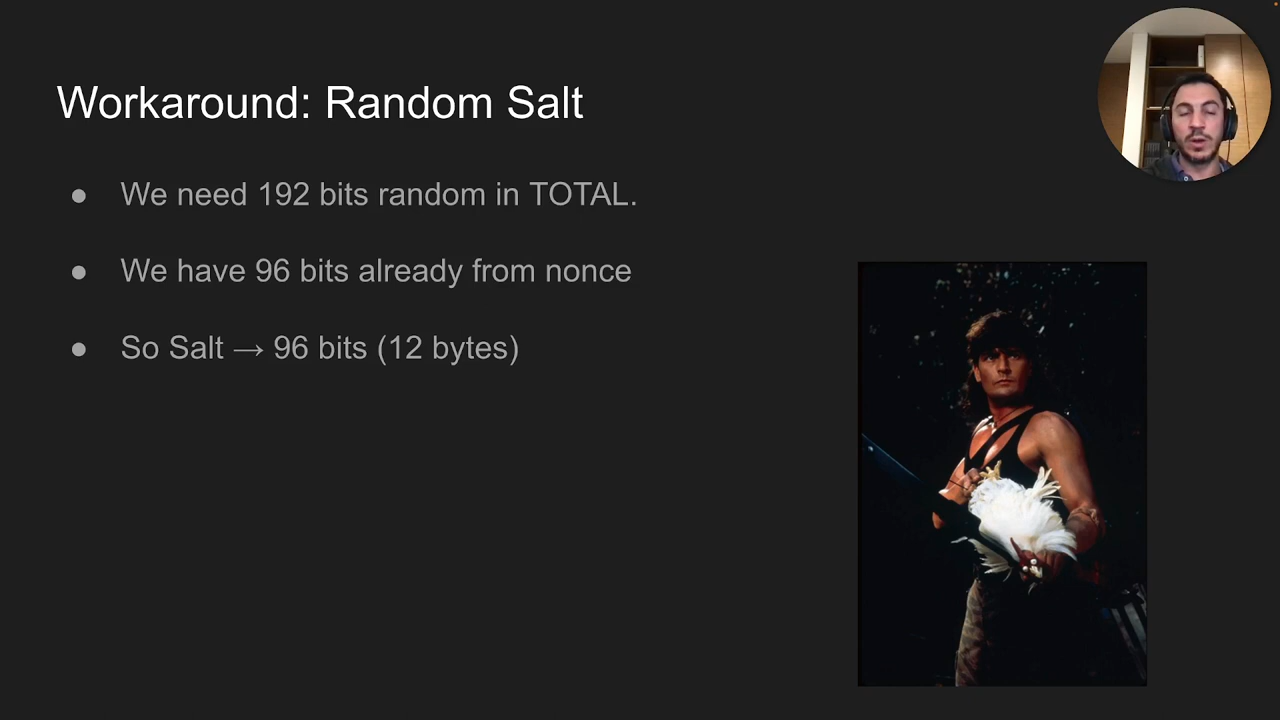 Workaround: Random Salt
● We need 192 bits random in TOTAL.
● We have 96 bits already from nonce
● So Salt → 96 bits (12 bytes)